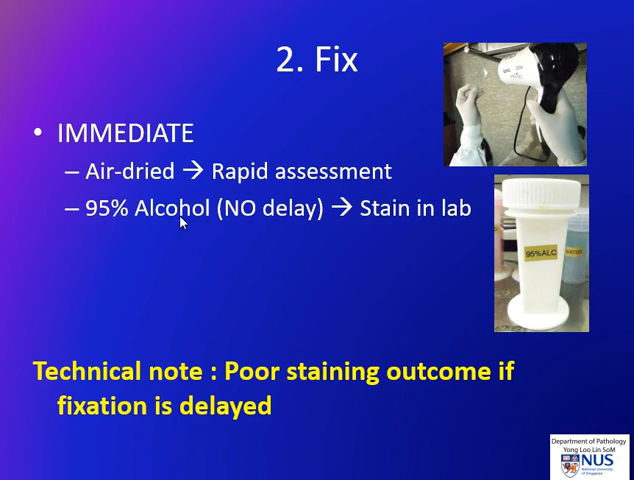 2. Fix
• IMMEDIATE
– Air-dried → Rapid assessment
– 95% Alcohol (NO delay) → Stain in lab
95%ALC
Technical note : Poor staining outcome if
fixation is delayed
Department of Pathology
Yong Loo Lin SoM
NUS
National University
of Singapore